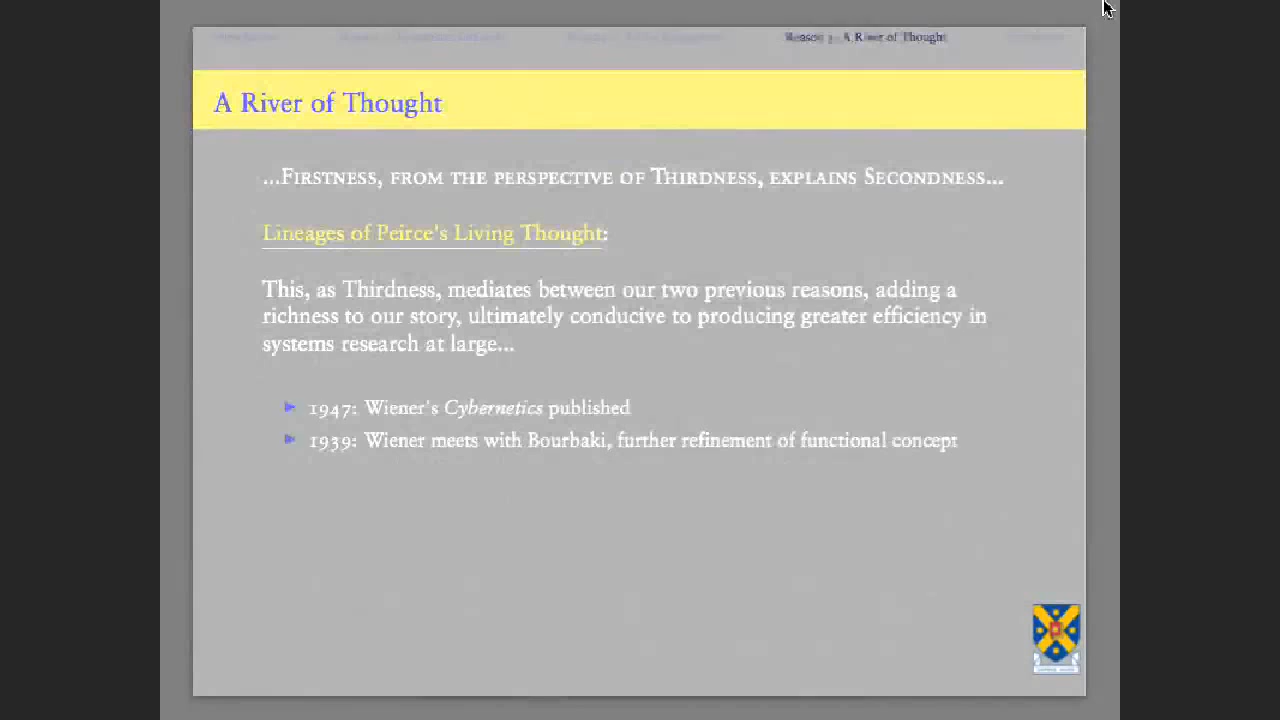 Reason 3 - A River of Thought
A River of Thought
...Firstness, from the perspective of Thirdness, explains Secondness...
Lineages of Peirce's Living Thought:
This, as Thirdness, mediates between our two previous reasons, adding a
richness to our story, ultimately conducive to producing greater efficiency in
systems research at large...
► 1947: Wiener's Cybernetics published
► 1939: Wiener meets with Bourbaki, further refinement of functional concept